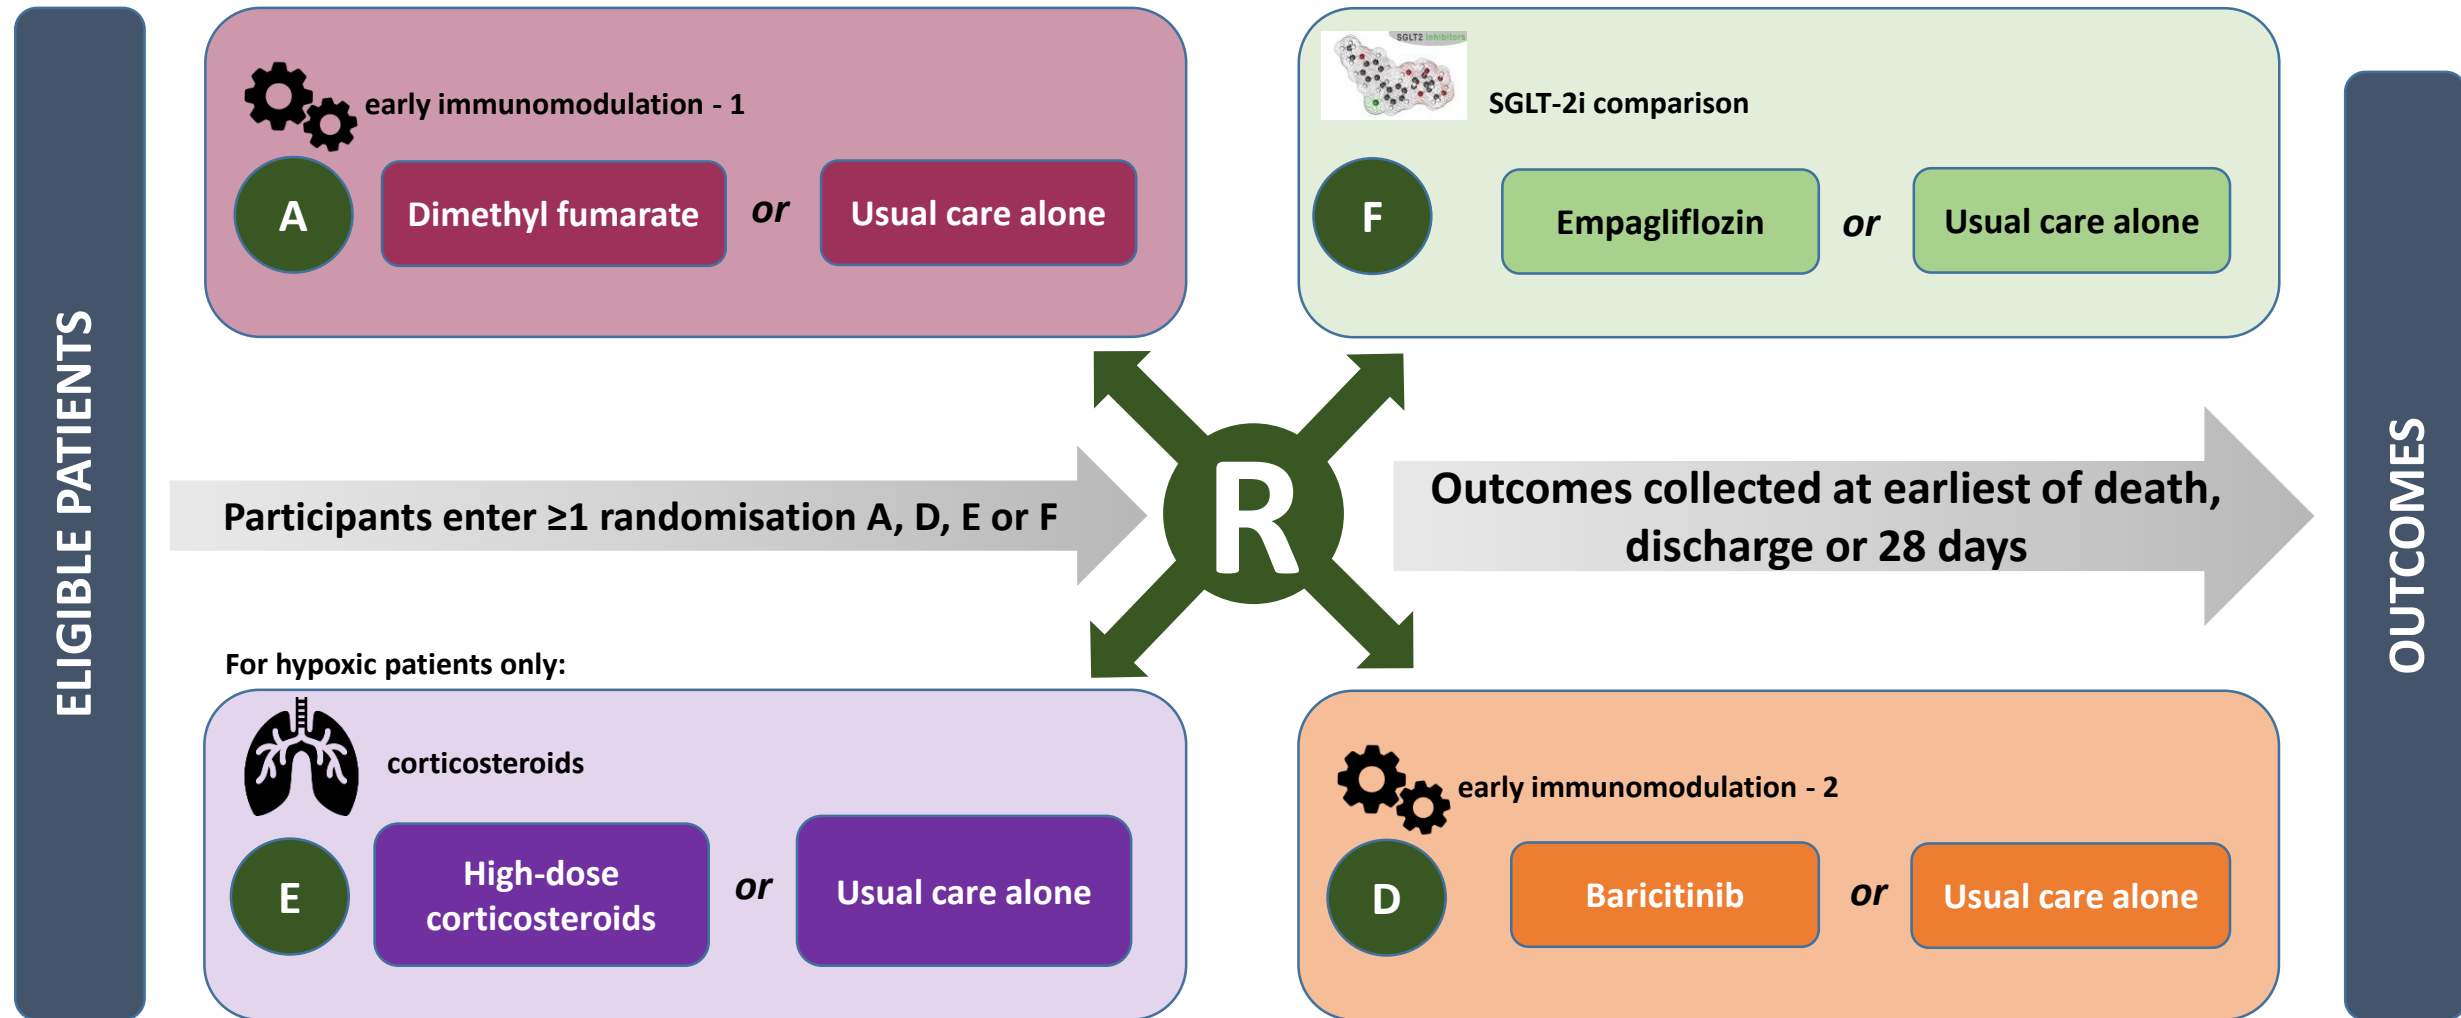 ELIGIBLE PATIENTS
early immunomodulation - 1
A
Dimethyl fumarate
or
Usual care alone
SGLT2 Inhibitors
SGLT-2i comparison
F
Empagliflozin
or
Usual care alone
Participants enter ≥1 randomisation A, D, E or F
R
Outcomes collected at earliest of death,
discharge or 28 days
For hypoxic patients only:
corticosteroids
E
High-dose
corticosteroids
or
Usual care alone
early immunomodulation - 2
D
Baricitinib
or
Usual care alone
OUTCOMES